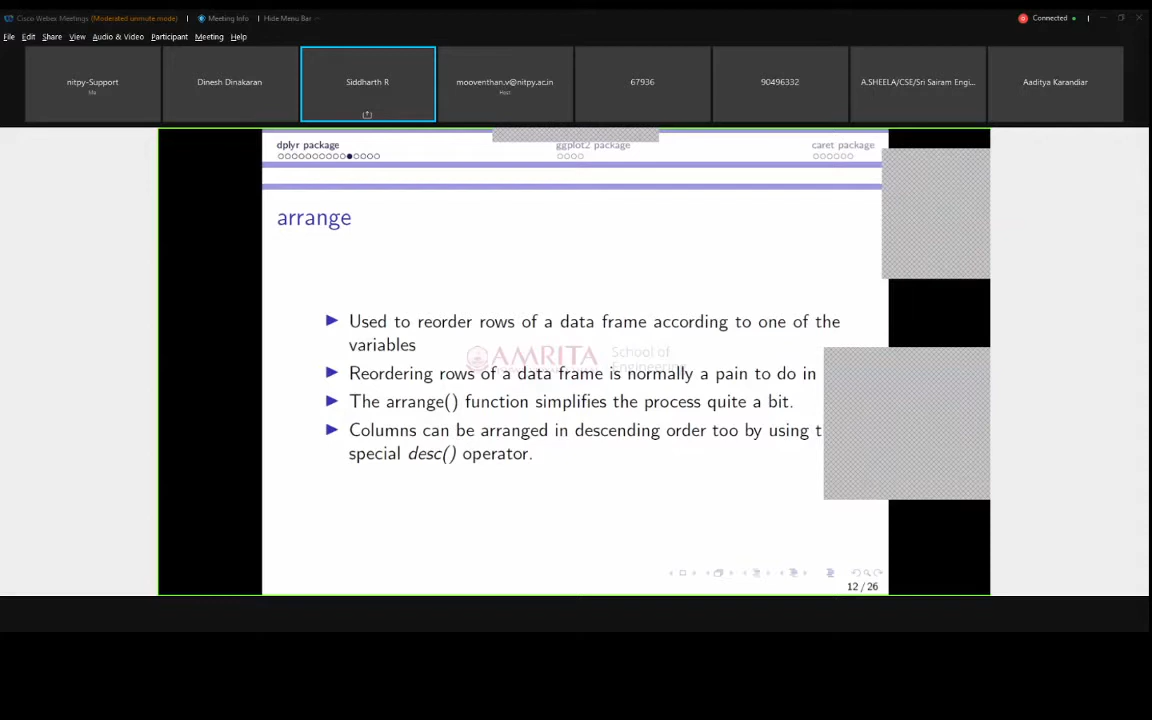 Cisco Webex Meetings (Moderated unmute mode) Meeting Info Hide Menu Bar Connected
File Edit Share View Audio & Video Participant Meeting Help
nitpy-Support Dinesh Dinakaran Siddharth R mooventhan.v@nitpy.ac.in 67936 90496332 A.SHEELA/CSE/Sri Sairam Engi... Aaditya Karandiar
Me Host
dplyr package ggplot2 package caret package
arrange
Used to reorder rows of a data frame according to one of the
variables
AMRITA School of
Engineering
Reordering rows of a data frame is normally a pain to do in
The arrange() function simplifies the process quite a bit.
Columns can be arranged in descending order too by using t
special desc() operator.
12 / 26